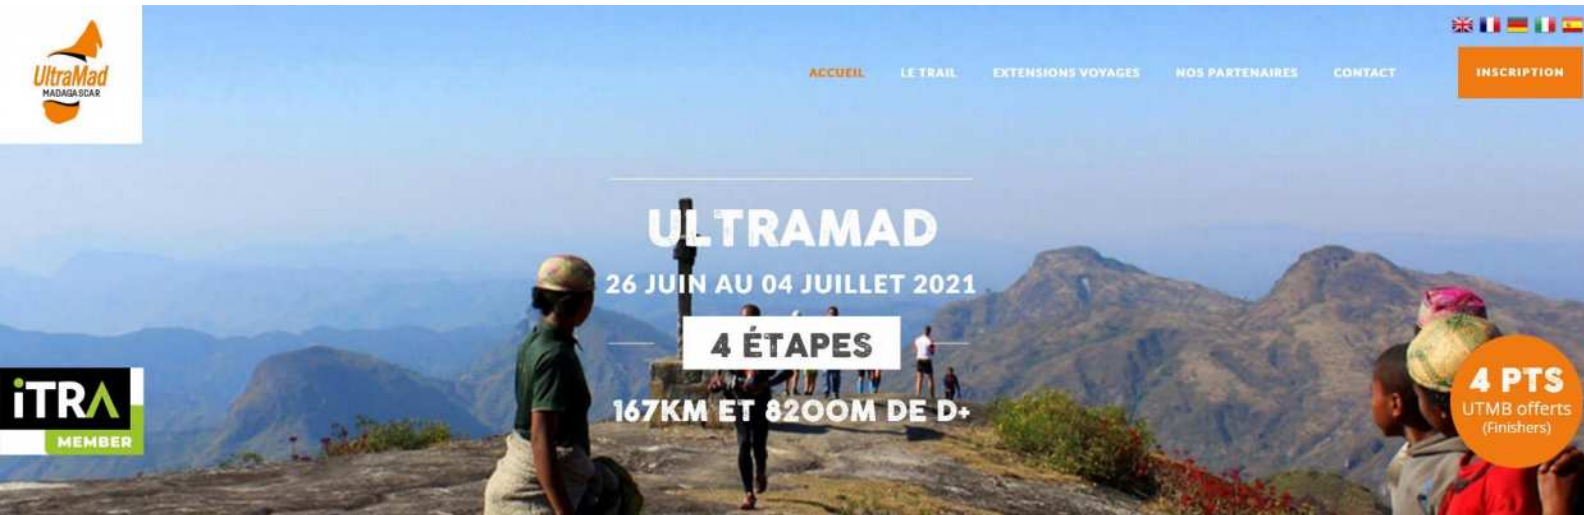 UltraMad
MADAGASCAR
ACCUEIL
LE TRAIL
EXTENSIONS VOYAGES
NOS PARTENAIRES
CONTACT
INSCRIPTION
ULTRAMAD
26 JUIN AU 04 JUILLET 2021
4 ÉTAPES
167KM ET 8200M DE D+
iTRA
MEMBER
4 PTS
UTMB offerts
(Finishers)